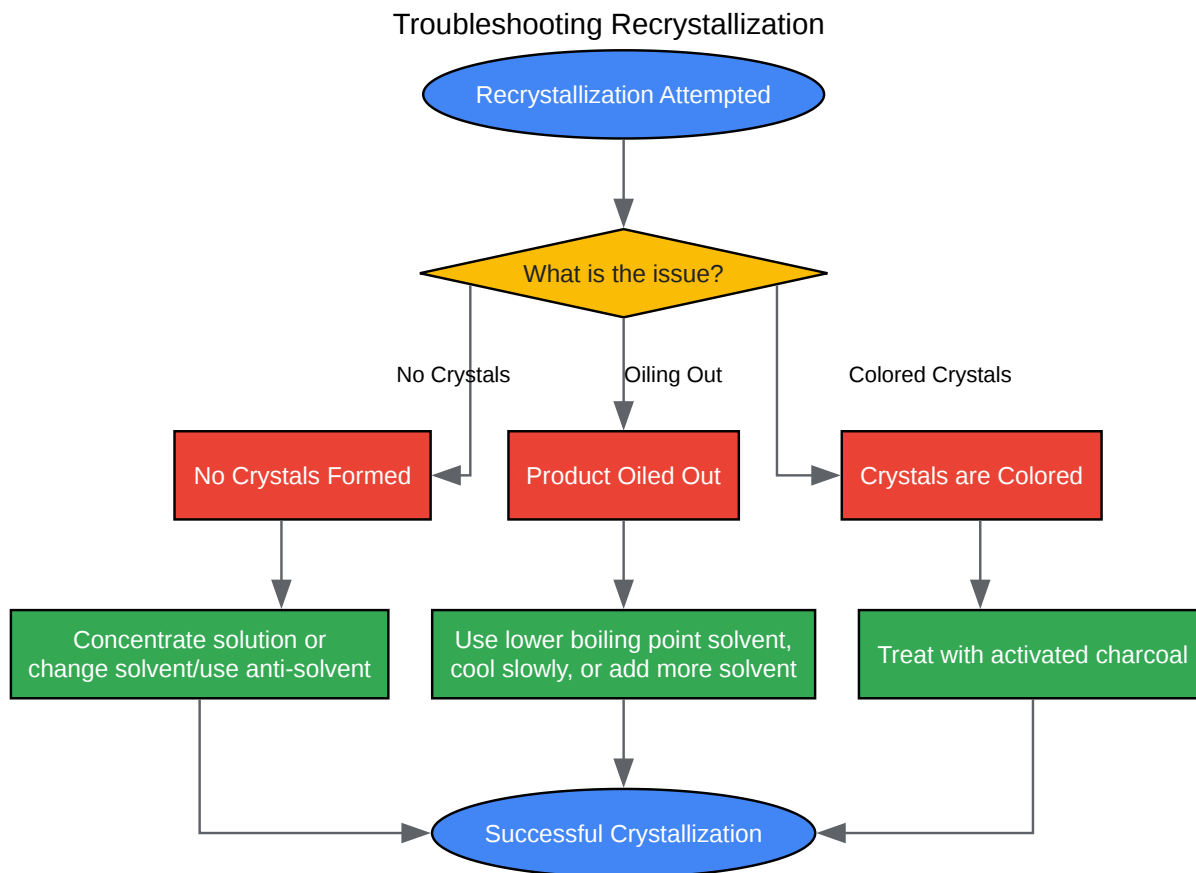 Troubleshooting Recrystallization
Recrystallization Attempted
What is the issue?
No Crystals
Oiling Out
Colored Crystals
No Crystals Formed
Product Oiled Out
Crystals are Colored
Concentrate solution or
change solvent/use anti-solvent
Use lower boiling point solvent,
cool slowly, or add more solvent
Treat with activated charcoal
Successful Crystallization